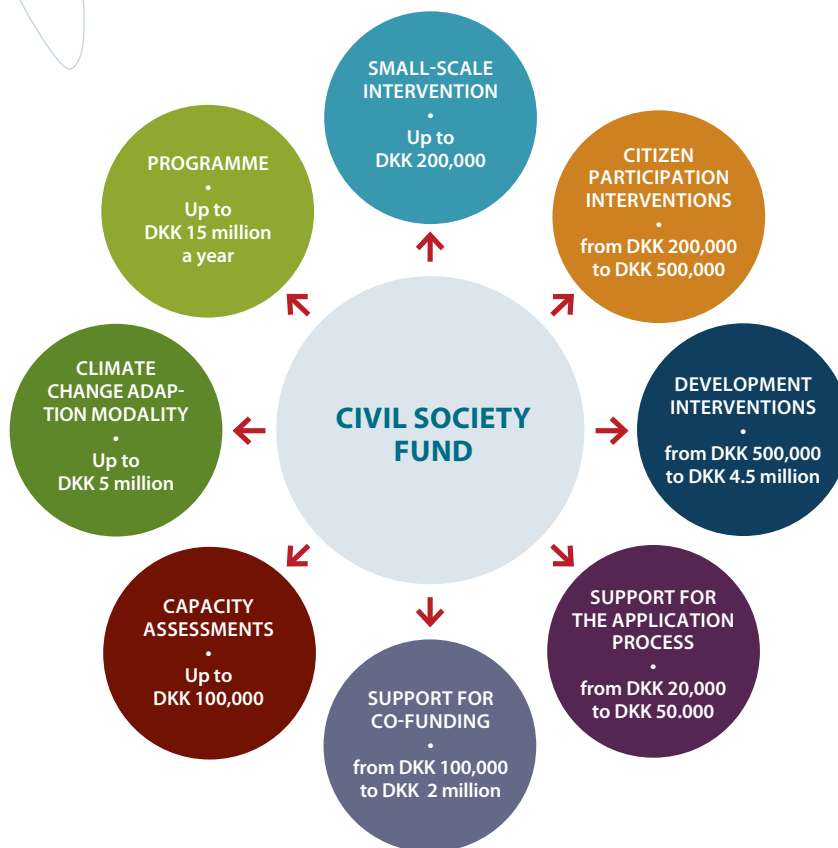 SMALL-SCALE
INTERVENTION
•
Up to
DKK 200,000
CITIZEN
PARTICIPATION
INTERVENTIONS
•
from DKK 200,000
to DKK 500,000
DEVELOPMENT
INTERVENTIONS
•
from DKK 500,000
to DKK 4.5 million
SUPPORT FOR
THE APPLICATION
PROCESS
•
from DKK 20,000
to DKK 50.000
SUPPORT FOR
CO-FUNDING
•
from DKK 100,000
to DKK 2 million
CAPACITY
ASSESSMENTS
•
Up to
DKK 100,000
CLIMATE
CHANGE ADAP-
TION MODALITY
•
Up to
DKK 5 million
PROGRAMME
•
Up to
DKK 15 million
a year
CIVIL SOCIETY
FUND